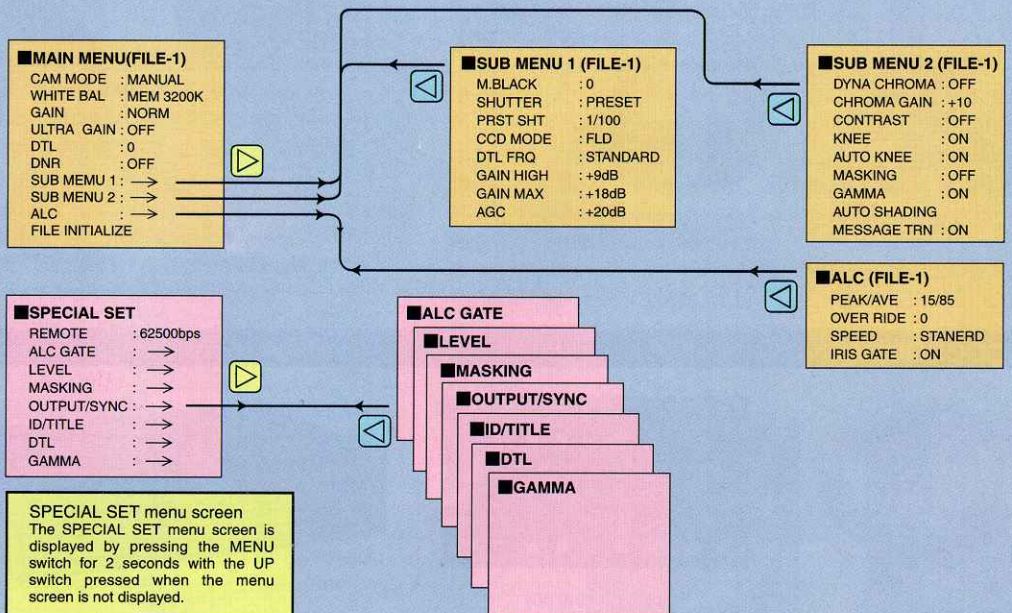 ■MAIN MENU(FILE-1)
CAM MODE : MANUAL
WHITE BAL : MEM 3200K
GAIN : NORM
ULTRA GAIN : OFF
DTL : 0
DNR : OFF
SUB MEMU 1 : →
SUB MENU 2 : →
ALC : →
FILE INITIALIZE
■SUB MENU 1 (FILE-1)
M.BLACK : 0
SHUTTER : PRESET
PRST SHT : 1/100
CCD MODE : FLD
DTL FRQ : STANDARD
GAIN HIGH : +9dB
GAIN MAX : +18dB
AGC : +20dB
■SUB MENU 2 (FILE-1)
DYNA CHROMA : OFF
CHROMA GAIN : +10
CONTRAST : OFF
KNEE : ON
AUTO KNEE : ON
MASKING : OFF
GAMMA : ON
AUTO SHADING
MESSAGE TRN : ON
■ALC (FILE-1)
PEAK/AVE : 15/85
OVER RIDE : 0
SPEED : STANERD
IRIS GATE : ON
■SPECIAL SET
REMOTE : 62500bps
ALC GATE : →
LEVEL : →
MASKING : →
OUTPUT/SYNC : →
ID/TITLE : →
DTL : →
GAMMA : →
■ALC GATE
■LEVEL
■MASKING
■OUTPUT/SYNC
■ID/TITLE
■DTL
■GAMMA
SPECIAL SET menu screen
The SPECIAL SET menu screen is
displayed by pressing the MENU
switch for 2 seconds with the UP
switch pressed when the menu
screen is not displayed.